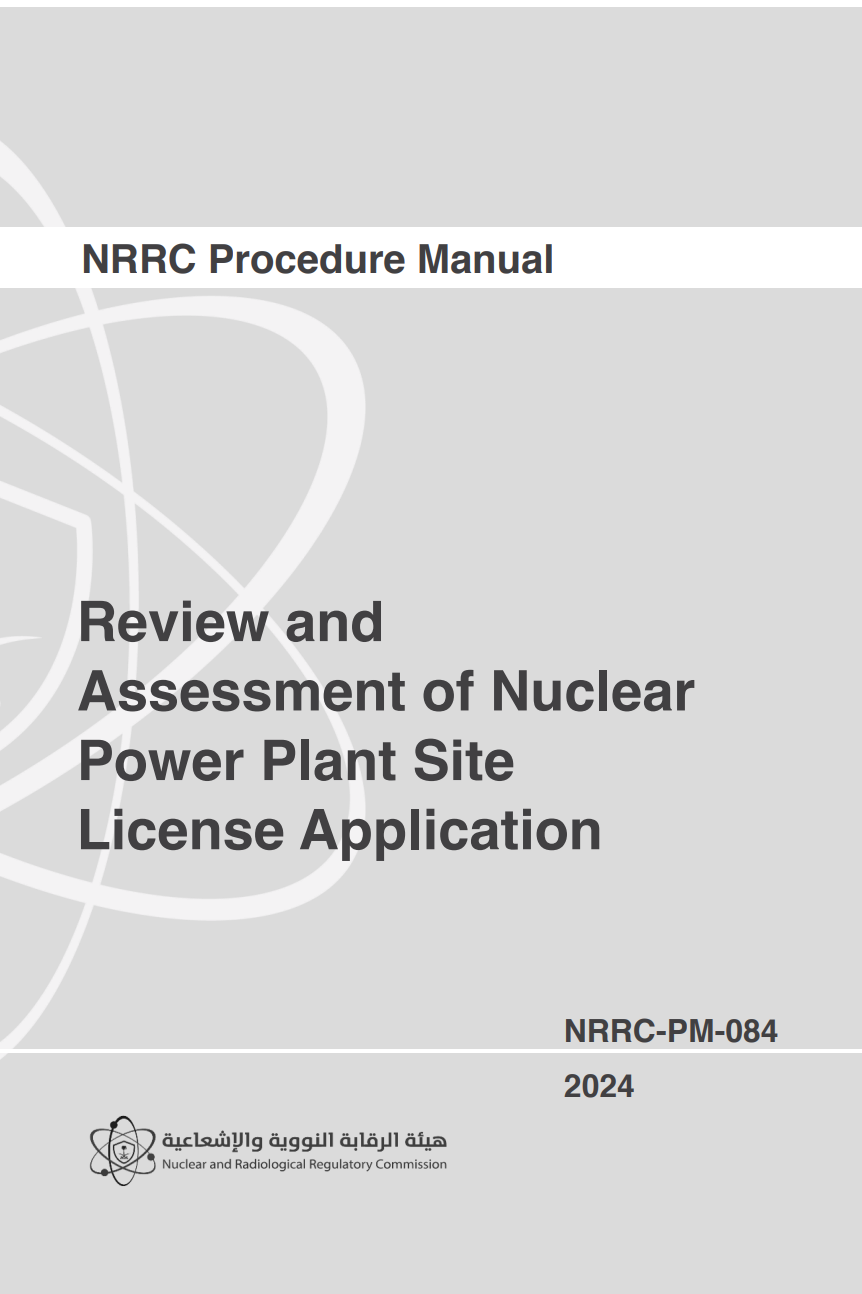 NRRC Procedure Manual
Review and
Assessment of Nuclear
Power Plant Site
License Application
NRRC-PM-084
2024
هيئة الرقابة النووية والإشعاعية
Nuclear and Radiological Regulatory Commission